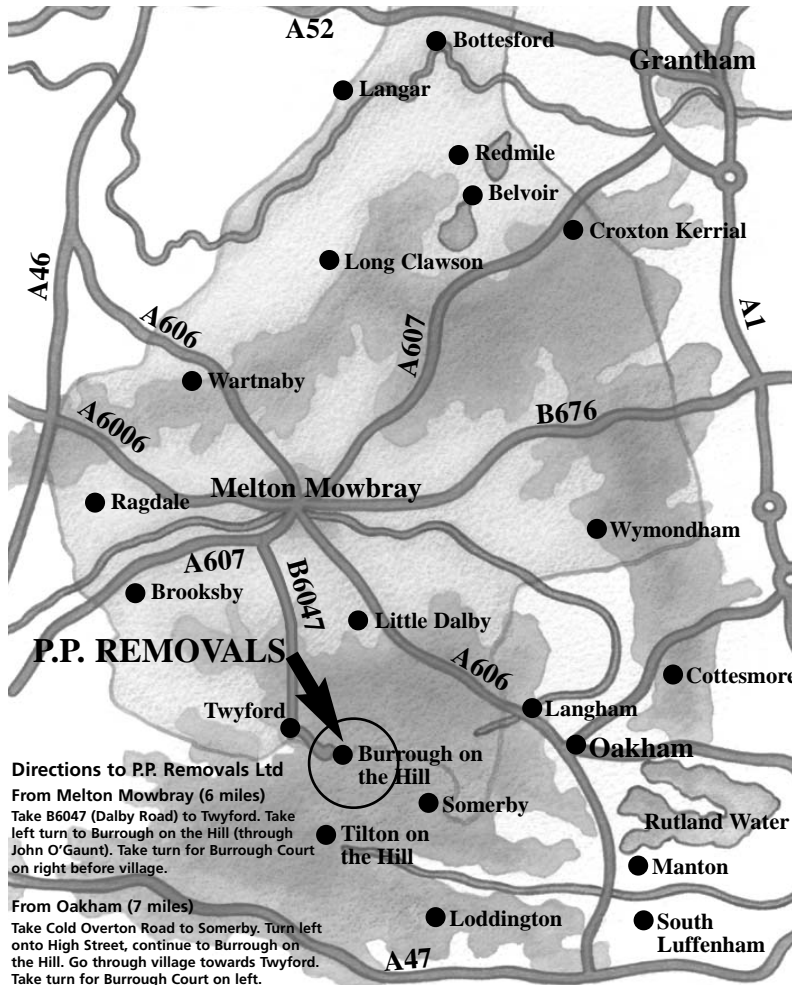 A52
Bottesford
Grantham
Langar
Redmile
Belvoir
Croxton Kerrial
Long Clawson
A46
A606
A607
A1
Wartnaby
A6006
B676
Melton Mowbray
Ragdale
Wymondham
A607
B6047
Brooksby
Little Dalby
P.P. REMOVALS
A606
Cottesmore
Twyford
Langham
Oakham
Burrough on
the Hill
Somerby
Rutland Water
Tilton on
the Hill
Manton
Loddington
South
Luffenham
A47
Directions to P.P. Removals Ltd
From Melton Mowbray (6 miles)
Take B6047 (Dalby Road) to Twyford. Take
left turn to Burrough on the Hill (through
John O'Gaunt). Take turn for Burrough Court
on right before village.
From Oakham (7 miles)
Take Cold Overton Road to Somerby. Turn left
onto High Street, continue to Burrough on
the Hill. Go through village towards Twyford.
Take turn for Burrough Court on left.